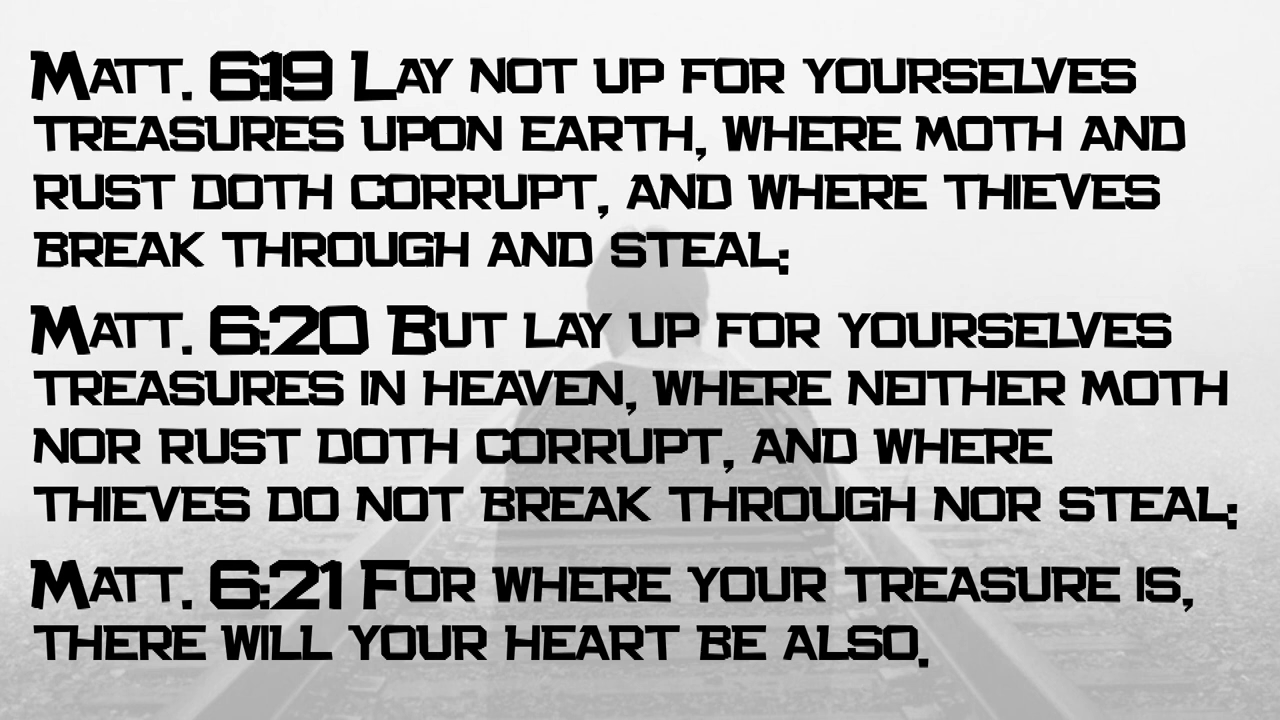 Matt. 6:19 Lay not up for yourselves
treasures upon earth, where moth and
rust doth corrupt, and where thieves
break through and steal:
Matt. 6:20 But lay up for yourselves
treasures in heaven, where neither moth
nor rust doth corrupt, and where
thieves do not break through nor steal:
Matt. 6:21 For where your treasure is,
there will your heart be also.